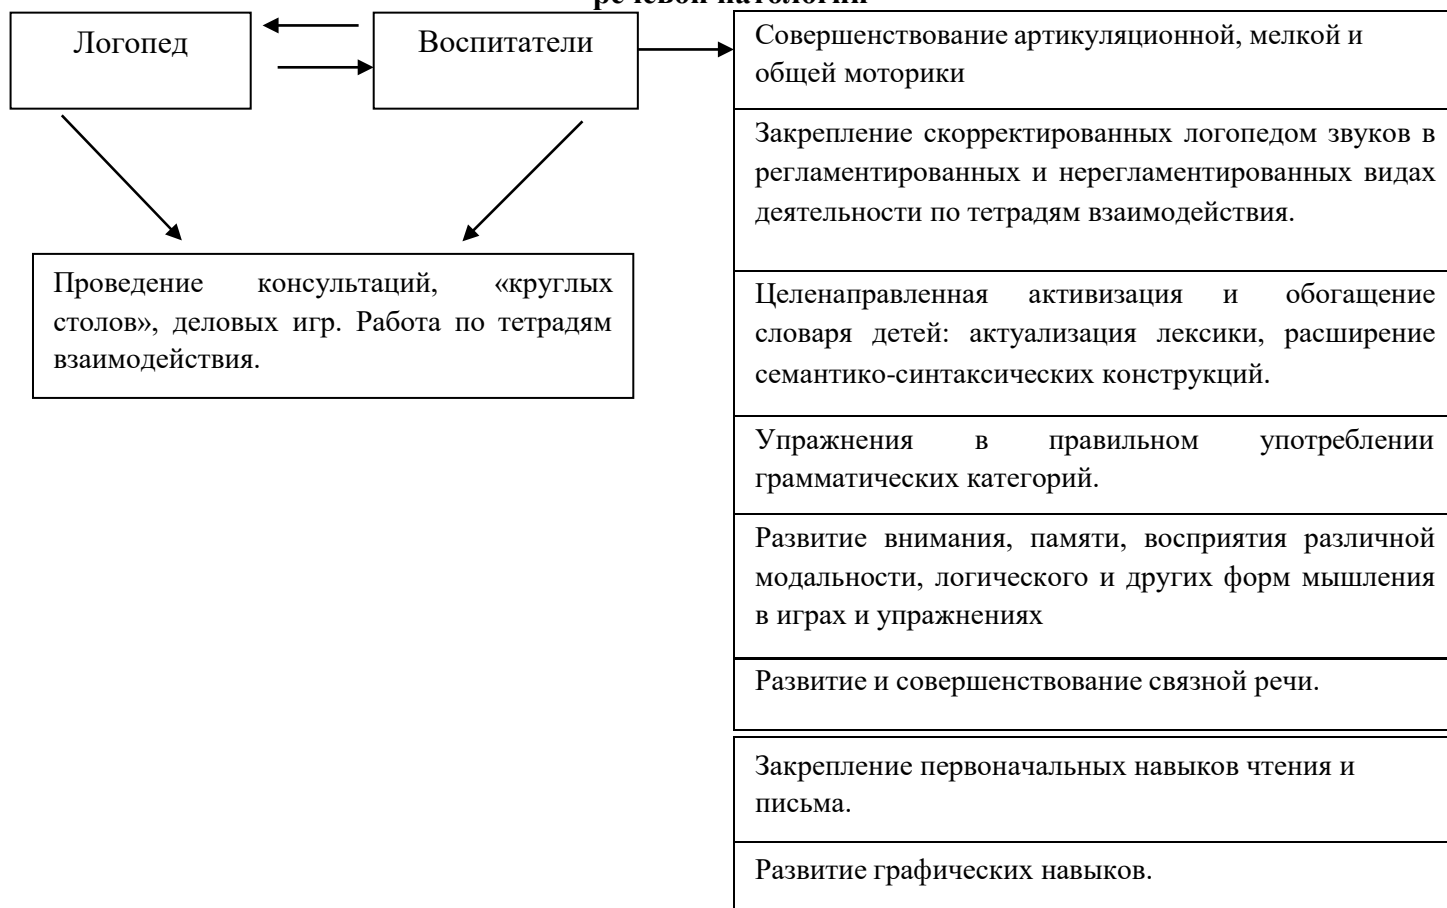 речевой патологии
Логопед
Воспитатели
Совершенствование артикуляционной, мелкой и
общей моторики
Закрепление скорректированных логопедом звуков в
регламентированных и нерегламентированных видах
деятельности по тетрадям взаимодействия.
Проведение консультаций, «круглых
столов», деловых игр. Работа по тетрадям
взаимодействия.
Целенаправленная активизация и обогащение
словаря детей: актуализация лексики, расширение
семантико-синтаксических конструкций.
Упражнения в правильном употреблении
грамматических категорий.
Развитие внимания, памяти, восприятия различной
модальности, логического и других форм мышления
в играх и упражнениях
Развитие и совершенствование связной речи.
Закрепление первоначальных навыков чтения и
письма.
Развитие графических навыков.